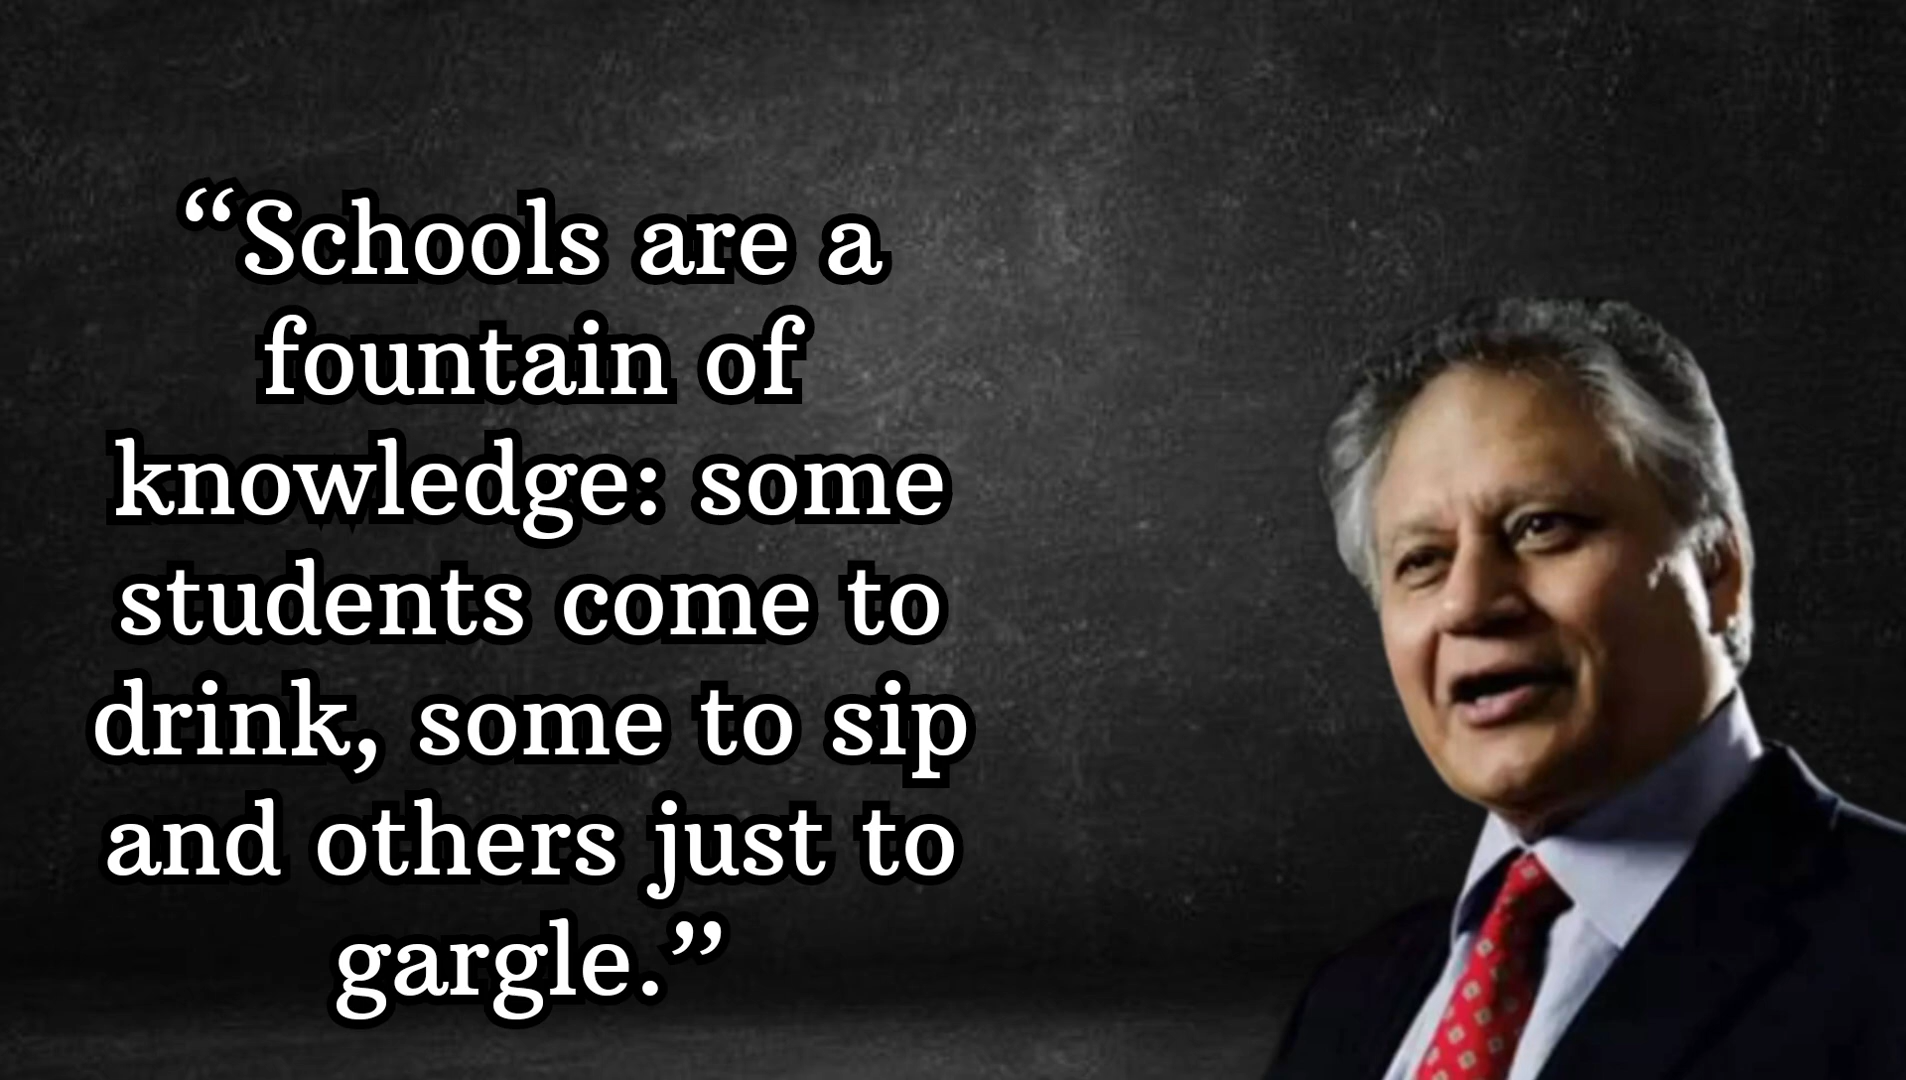 “Schools are a
fountain of
knowledge: some
students come to
drink, some to sip
and others just to
gargle.”